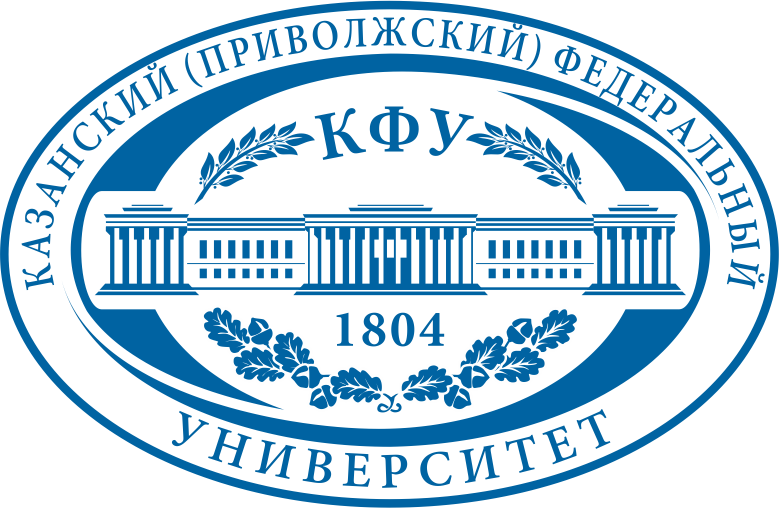 КАЗАНСКИЙ (ПРИВОЛЖСКИЙ) ФЕДЕРАЛЬНЫЙ
КФУ
1804
УНИВЕРСИТЕТ